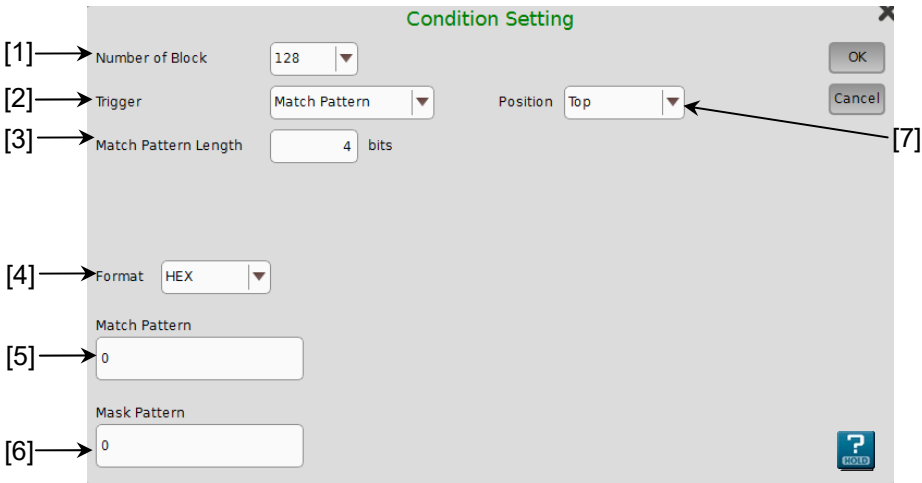 Condition Setting
[1] Number of Block 128 OK
[2] Trigger Match Pattern Position Top Cancel
[3] Match Pattern Length 4 bits [7]
[4] Format HEX
Match Pattern
[5] 0
Mask Pattern
[6] 0
?
HOLD